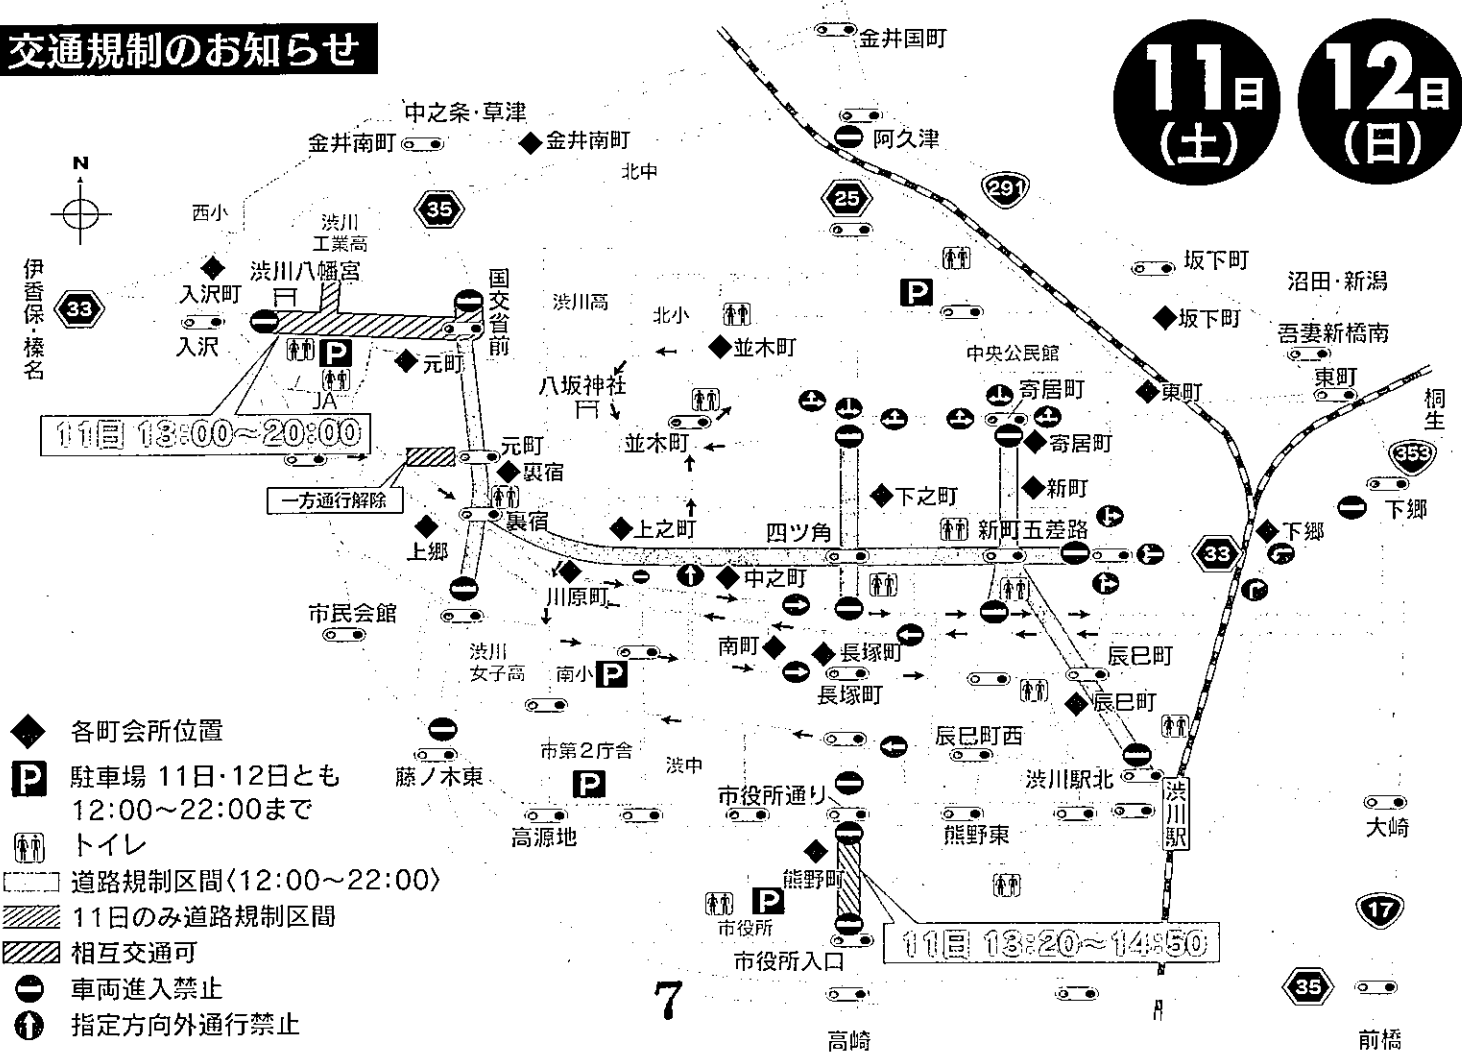 交通規制のお知らせ
11日
(土)
12日
(日)
金井国町
中之条・草津
金井南町
金井南町
阿久津
北中
N
35
25
291
西小
渋川
工業高
伊香保・榛名
33
入沢町
渋川八幡宮
国交省前
入沢
P
元町
JA
渋川高
北小
並木町
八坂神社
並木町
P
坂下町
沼田・新潟
坂下町
吾妻新橋南
中央公民館
寄居町
東町
東町
桐生
寄居町
353
下郷
下郷
33
新町
下之町
四ツ角
新町五差路
元町
裏宿
裏宿
一方通行解除
上郷
上之町
中之町
川原町
市民会館
渋川
女子高
南小
P
南町
長塚町
長塚町
辰巳町
辰巳町
辰巳町西
渋川駅北
渋川駅
市第2庁舎
P
渋中
藤ノ木東
高源地
市役所通り
熊野東
熊野町
大崎
17
P
市役所
市役所入口
11日 13:20~14:50
35
高崎
前橋
7
各町会所位置
P
駐車場 11日・12日とも
12:00~22:00まで
トイレ
道路規制区間〈12:00~22:00〉
11日のみ道路規制区間
相互交通可
車両進入禁止
指定方向外通行禁止